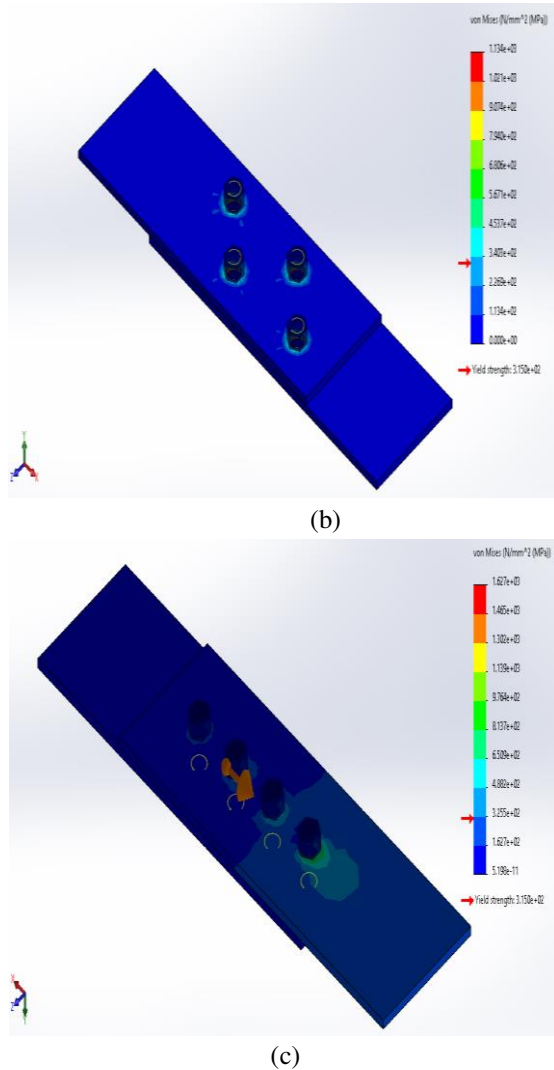 von Mises (N/mm^2 (MPa))
1.134e+03
1.021e+03
9.074e+02
7.940e+02
6.806e+02
5.671e+02
4.537e+02
3.403e+02
2.269e+02
1.134e+02
0.000e+00
Yield strength: 3.150e+02
Y
Z
X
(b)
von Mises (N/mm^2 (MPa))
1.627e+03
1.465e+03
1.302e+03
1.139e+03
9.764e+02
8.137e+02
6.509e+02
4.882e+02
3.255e+02
1.627e+02
5.198e-11
Yield strength: 3.150e+02
X
Z
Y
(c)